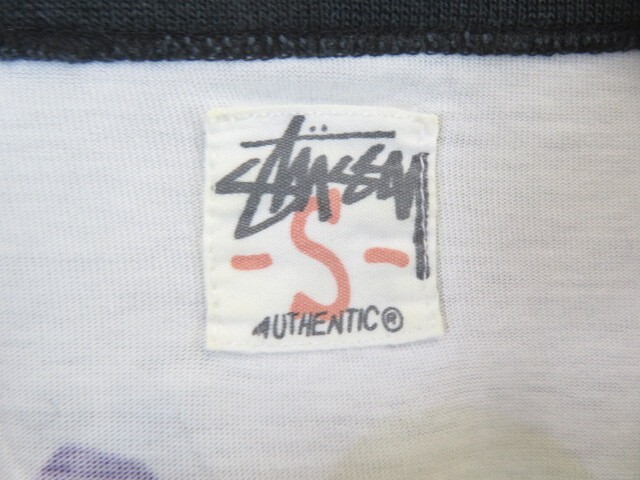 Stüssy
- S -
AUTHENTIC®